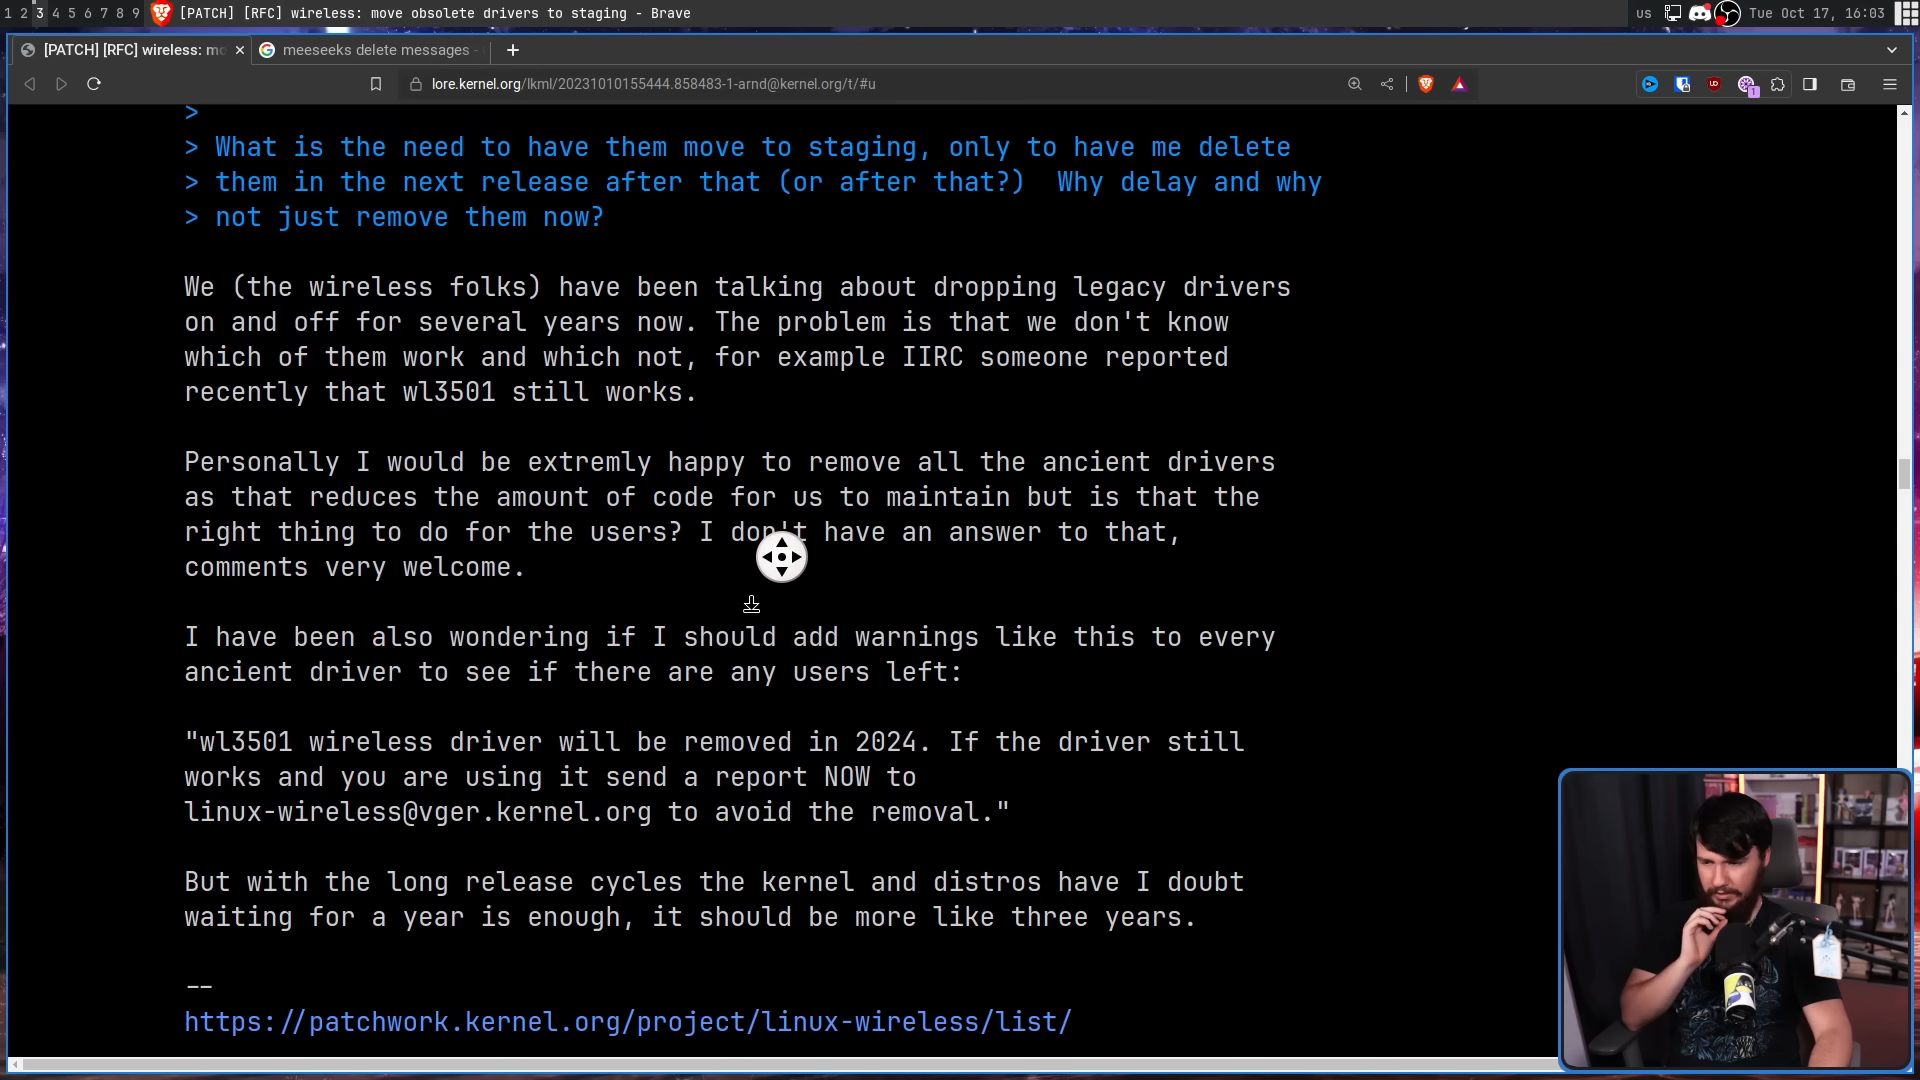 1 2 3 4 5 6 7 8 9 [PATCH] [RFC] wireless: move obsolete drivers to staging - Brave us Tue Oct 17, 16:03
[PATCH] [RFC] wireless: mo meeseeks delete messages -
lore.kernel.org/lkml/20231010155444.858483-1-arnd@kernel.org/t/#u
>
> What is the need to have them move to staging, only to have me delete
> them in the next release after that (or after that?)  Why delay and why
> not just remove them now?
We (the wireless folks) have been talking about dropping legacy drivers
on and off for several years now. The problem is that we don't know
which of them work and which not, for example IIRC someone reported
recently that wl3501 still works.
Personally I would be extremly happy to remove all the ancient drivers
as that reduces the amount of code for us to maintain but is that the
right thing to do for the users? I don't have an answer to that,
comments very welcome.
I have been also wondering if I should add warnings like this to every
ancient driver to see if there are any users left:
"wl3501 wireless driver will be removed in 2024. If the driver still
works and you are using it send a report NOW to
linux-wireless@vger.kernel.org to avoid the removal."
But with the long release cycles the kernel and distros have I doubt
waiting for a year is enough, it should be more like three years.
--
https://patchwork.kernel.org/project/linux-wireless/list/